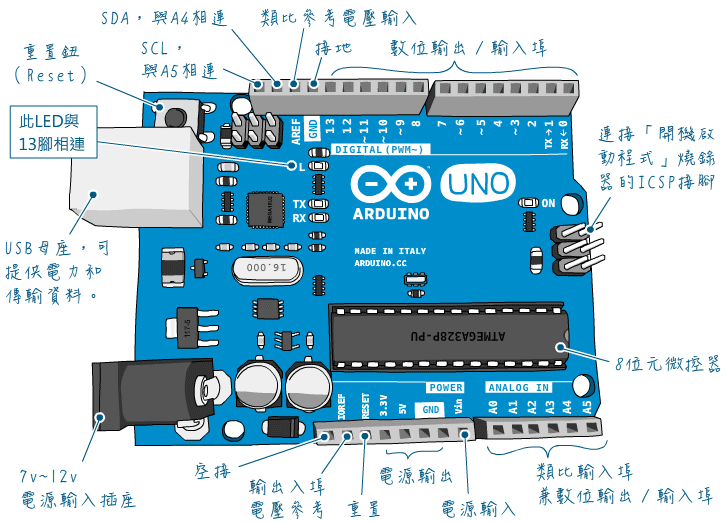 SDA，與A4相連
類比參考電壓輸入
重置鈕
（Reset）
SCL，
與A5相連
接地
數位輸出／輸入埠
此LED與
13腳相連
AREF
GND
13
12
~11
~10
~9
8
7
~6
~5
4
~3
2
TX→1
RX←0
DIGITAL (PWM~)
連接「開機啟
動程式」燒錄
器的ICSP接腳
L
TX
RX
ARDUINO
UNO
ON
MEGA16U2
MADE IN ITALY
ARDUINO.CC
USB母座，可
提供電力和
傳輸資料。
16.000
117-5
ATMEGA328P-PU
8位元微控器
POWER
ANALOG IN
IOREF
RESET
3.3V
5V
GND
Vin
A0
A1
A2
A3
A4
A5
7v~12v
電源輸入插座
空接
輸出入埠
電壓參考
重置
電源輸出
電源輸入
類比輸入埠
兼數位輸出／輸入埠